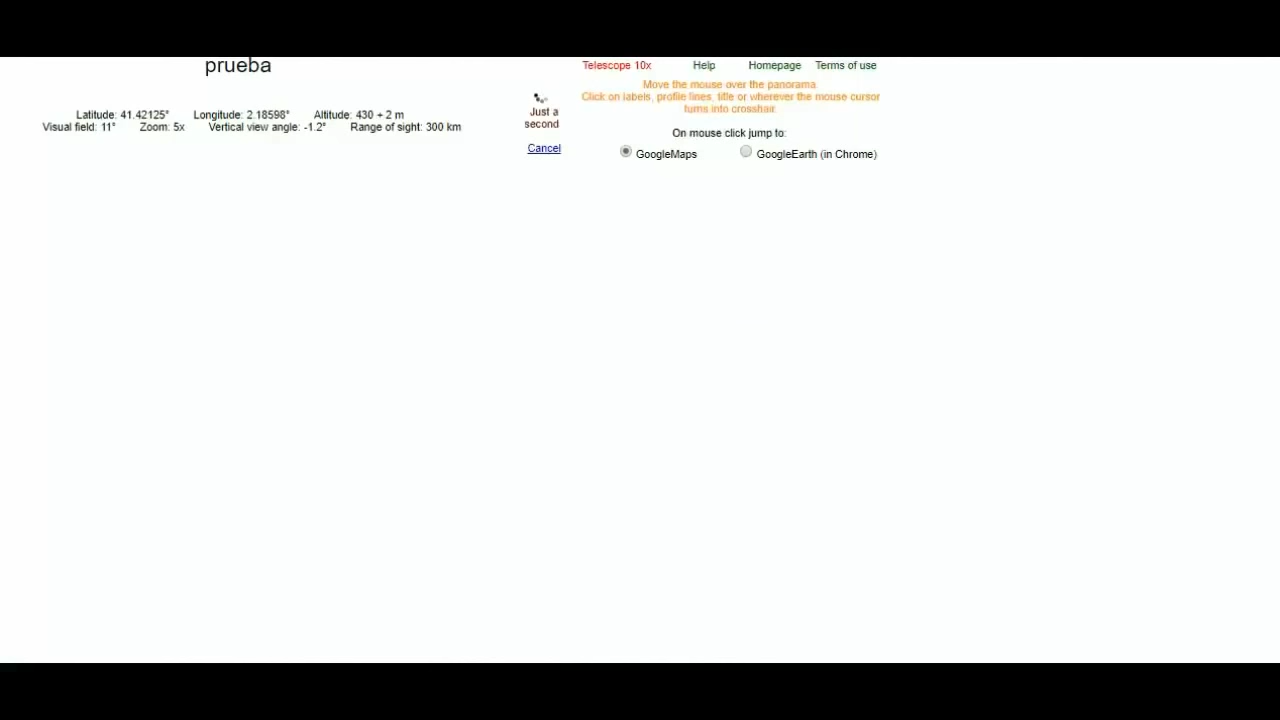 prueba
Telescope 10x Help Homepage Terms of use
Move the mouse over the panorama.
Click on labels, profile lines, title or wherever the mouse cursor
turns into crosshair.
Latitude: 41.42125° Longitude: 2.18598° Altitude: 430 + 2 m
Visual field: 11° Zoom: 5x Vertical view angle: -1.2° Range of sight: 300 km
Just a
second
Cancel
On mouse click jump to:
GoogleMaps GoogleEarth (in Chrome)